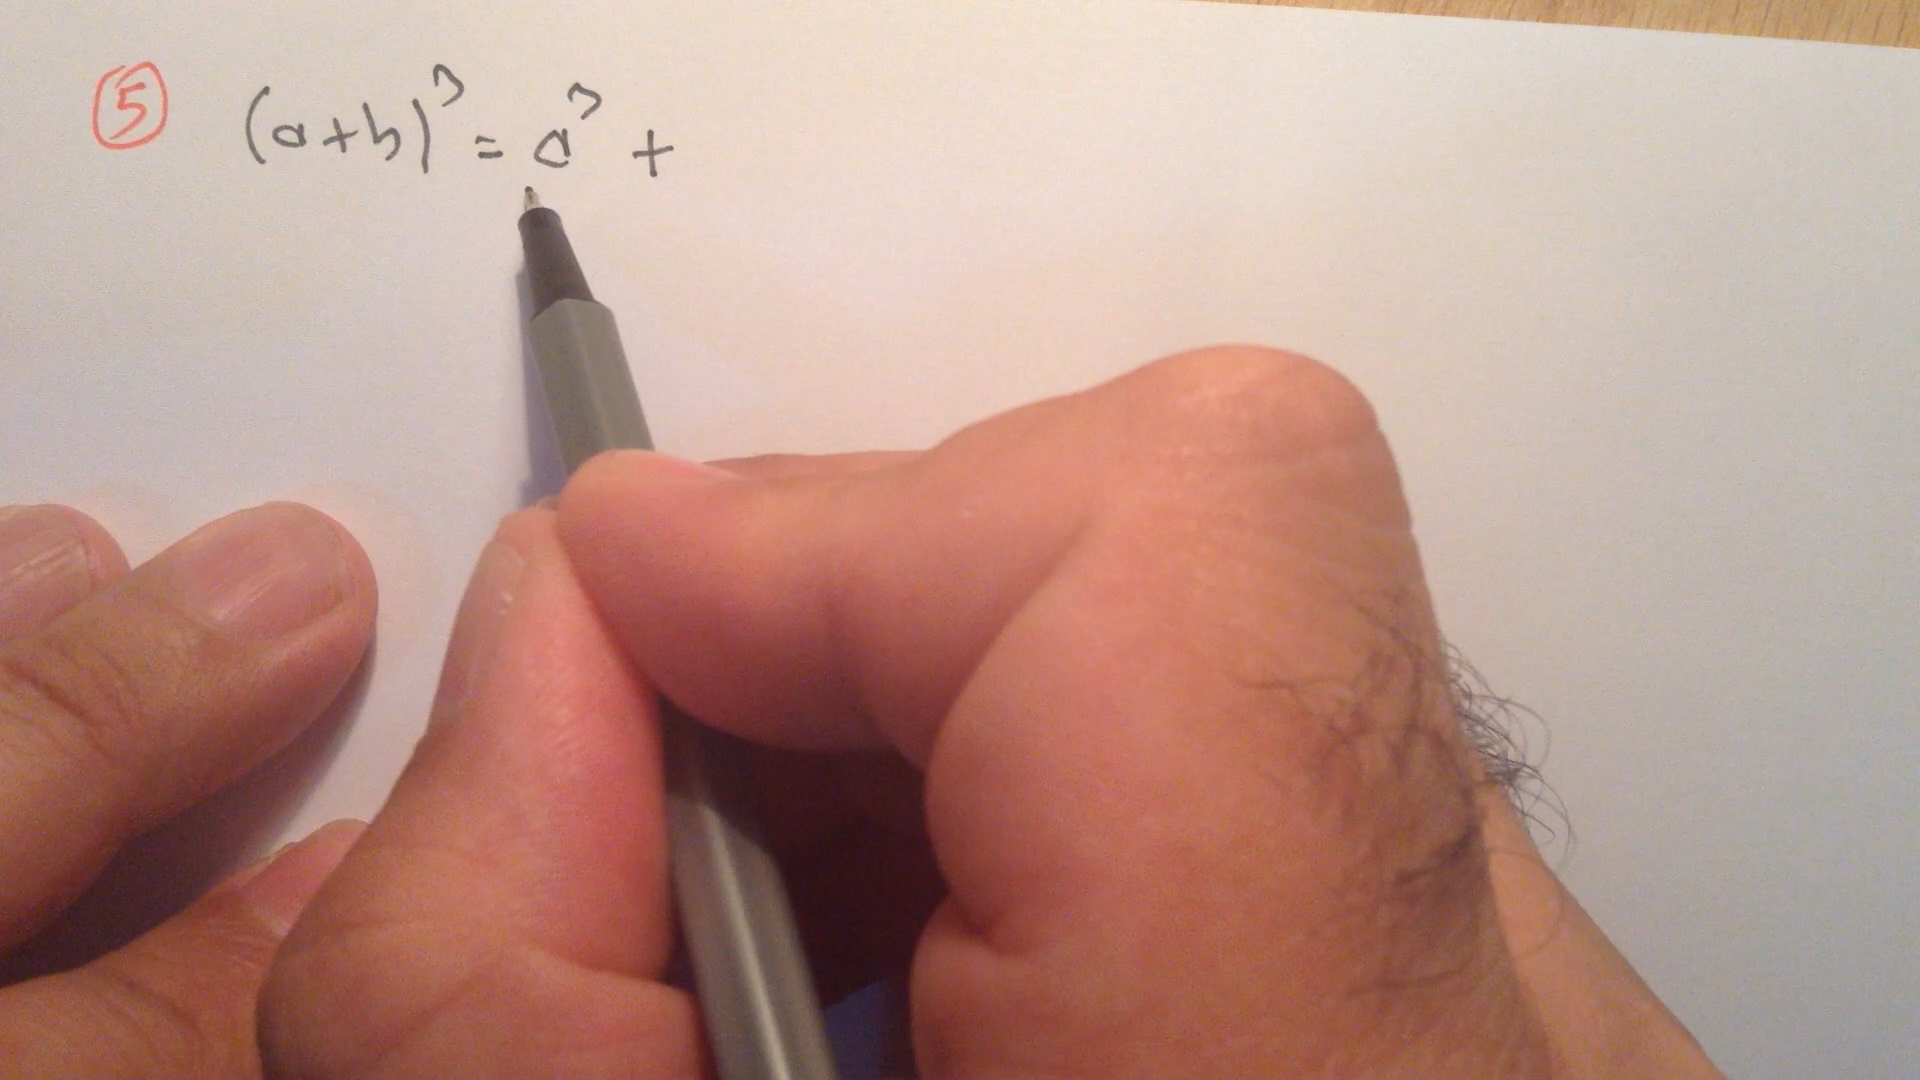 ⑤ (a+b)³ = a³ +